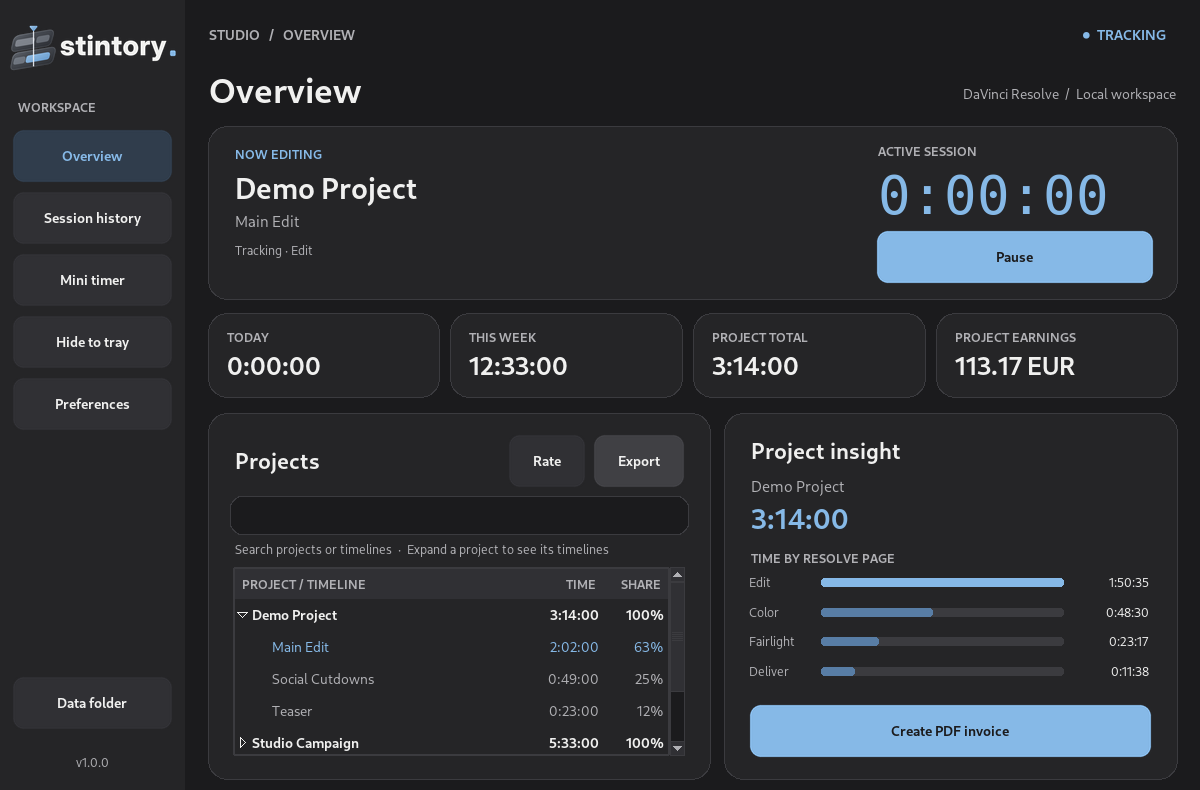 stintory.
WORKSPACE
Overview
Session history
Mini timer
Hide to tray
Preferences
Data folder
v1.0.0
STUDIO / OVERVIEW
TRACKING
Overview
DaVinci Resolve / Local workspace
NOW EDITING
Demo Project
Main Edit
Tracking · Edit
ACTIVE SESSION
0:00:00
Pause
TODAY
0:00:00
THIS WEEK
12:33:00
PROJECT TOTAL
3:14:00
PROJECT EARNINGS
113.17 EUR
Projects
Rate
Export
Search projects or timelines · Expand a project to see its timelines
PROJECT / TIMELINE TIME SHARE
Demo Project 3:14:00 100%
Main Edit 2:02:00 63%
Social Cutdowns 0:49:00 25%
Teaser 0:23:00 12%
Studio Campaign 5:33:00 100%
Project insight
Demo Project
3:14:00
TIME BY RESOLVE PAGE
Edit 1:50:35
Color 0:48:30
Fairlight 0:23:17
Deliver 0:11:38
Create PDF invoice